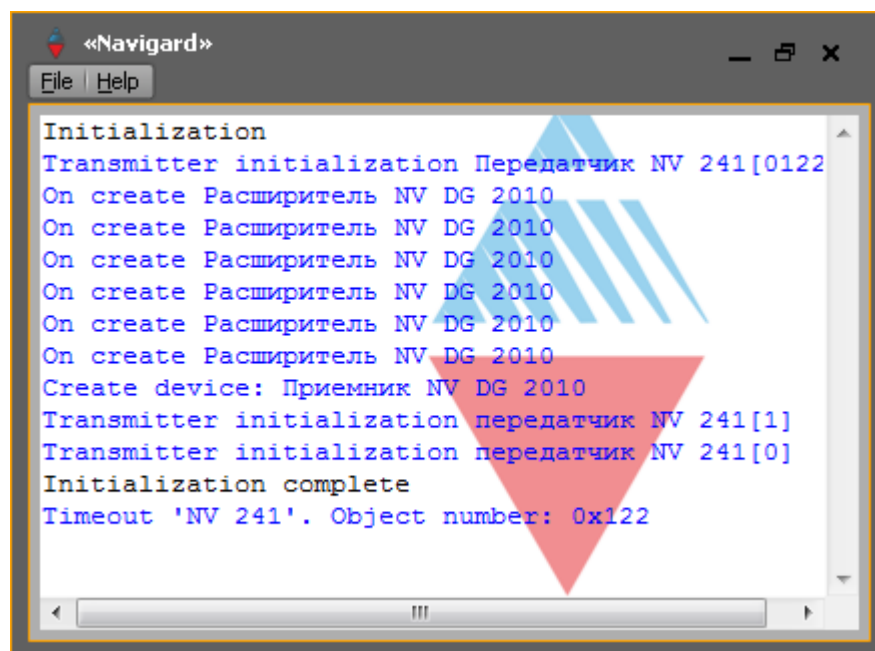 «Navigard»
File Help
Initialization
Transmitter initialization Передатчик NV 241[0122
On create Расширитель NV DG 2010
On create Расширитель NV DG 2010
On create Расширитель NV DG 2010
On create Расширитель NV DG 2010
On create Расширитель NV DG 2010
On create Расширитель NV DG 2010
Create device: Приемник NV DG 2010
Transmitter initialization передатчик NV 241[1]
Transmitter initialization передатчик NV 241[0]
Initialization complete
Timeout 'NV 241'. Object number: 0x122